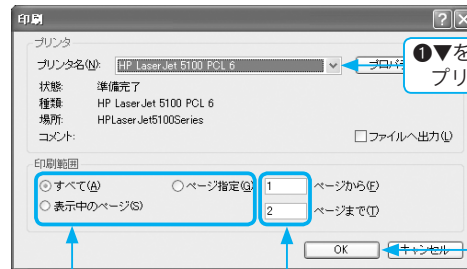 印刷
プリンタ
プリンタ名(N): HP LaserJet 5100 PCL 6
❶▼を
プリ
状態: 準備完了
種類: HP LaserJet 5100 PCL 6
場所: HPLaserJet5100Series
コメント: ファイルへ出力(L)
印刷範囲
すべて(A) ページ指定(G) 1 ページから(F)
表示中のページ(S) 2 ページまで(T)
OK キャンセル